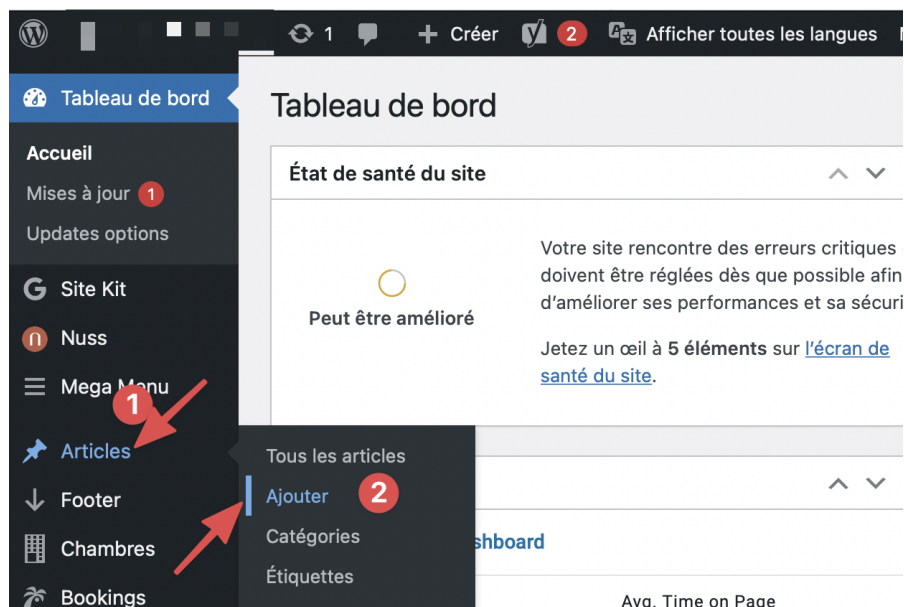 1
Créer
2
Afficher toutes les langues
Tableau de bord
Tableau de bord
Accueil
Mises à jour 1
Updates options
Site Kit
Nuss
Mega Menu
1
Articles
Footer
Chambres
Bookings
État de santé du site
Peut être amélioré
Votre site rencontre des erreurs critiques
doivent être réglées dès que possible afin
d'améliorer ses performances et sa sécuri
Jetez un œil à 5 éléments sur l'écran de
santé du site.
Tous les articles
Ajouter 2
Catégories
Étiquettes
shboard
Avg. Time on Page